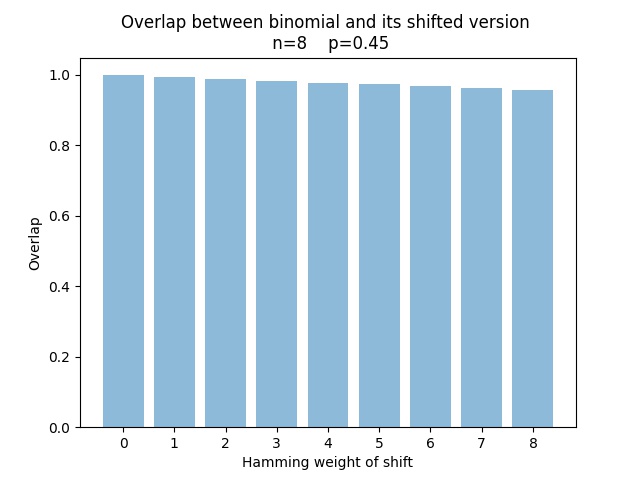 Overlap between binomial and its shifted version
n=8 p=0.45
1.0
0.8
0.6
0.4
0.2
0.0
Overlap
0 1 2 3 4 5 6 7 8
Hamming weight of shift